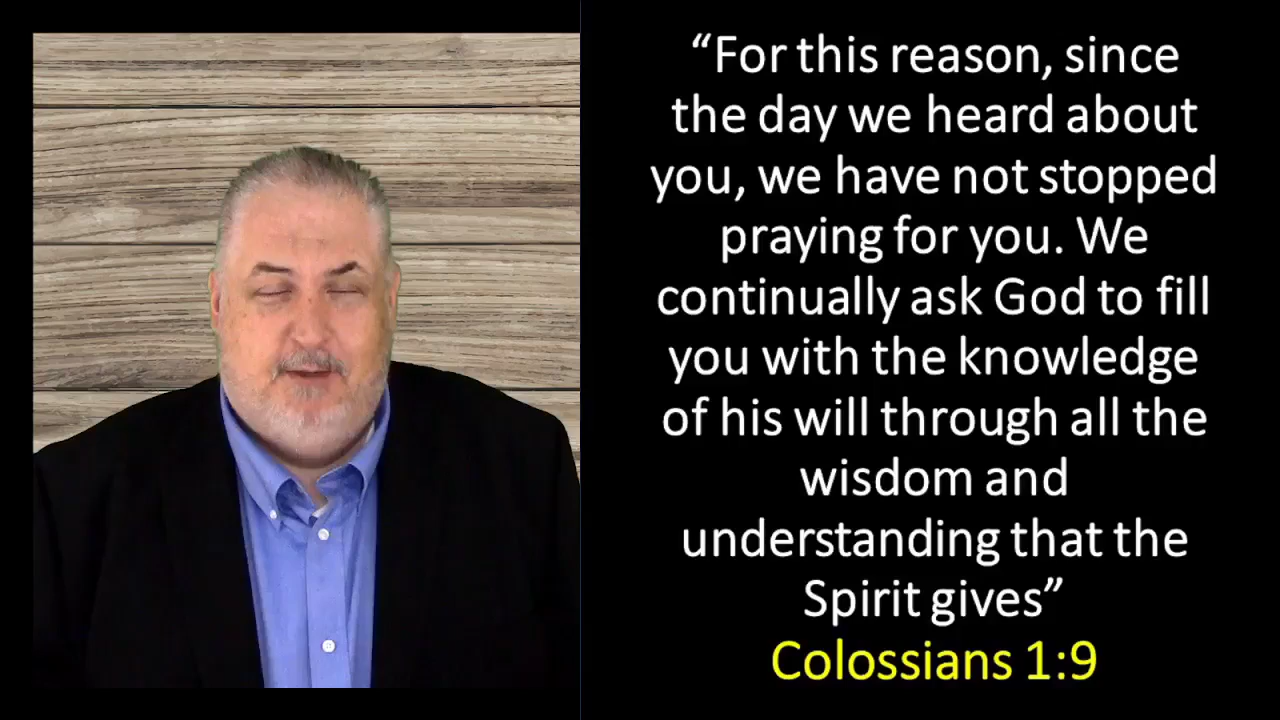 “For this reason, since
the day we heard about
you, we have not stopped
praying for you. We
continually ask God to fill
you with the knowledge
of his will through all the
wisdom and
understanding that the
Spirit gives”
Colossians 1:9